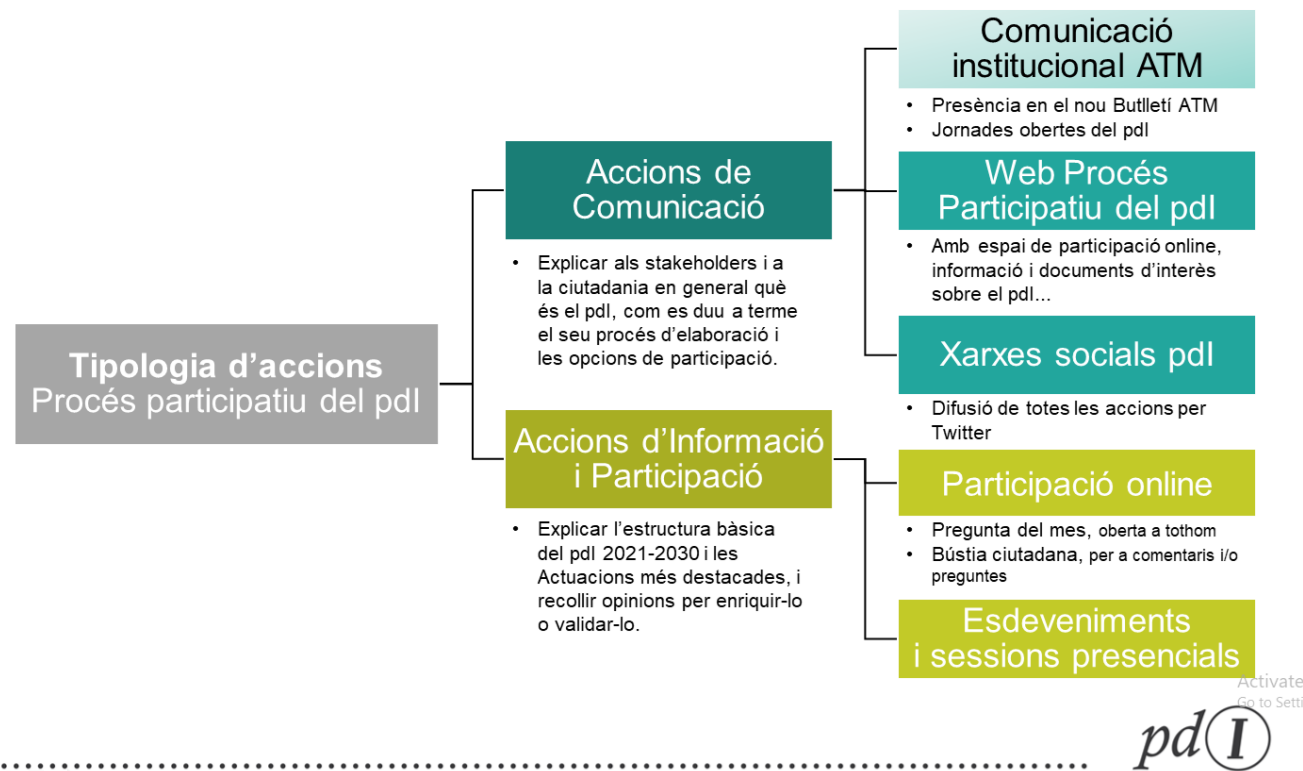 Tipologia d'accions
Procés participatiu del pdI
Accions de
Comunicació
• Explicar als stakeholders i a
la ciutadania en general què
és el pdI, com es duu a terme
el seu procés d'elaboració i
les opcions de participació.
Comunicació
institucional ATM
• Presència en el nou Butlletí ATM
• Jornades obertes del pdI
Web Procés
Participatiu del pdI
• Amb espai de participació online,
informació i documents d'interès
sobre el pdI...
Xarxes socials pdI
• Difusió de totes les accions per
Twitter
Accions d'Informació
i Participació
• Explicar l'estructura bàsica
del pdI 2021-2030 i les
Actuacions més destacades, i
recollir opinions per enriquir-lo
o validar-lo.
Participació online
• Pregunta del mes, oberta a tothom
• Bústia ciutadana, per a comentaris i/o
preguntes
Esdeveniments
i sessions presencials
Activate
Go to Setti
pdI